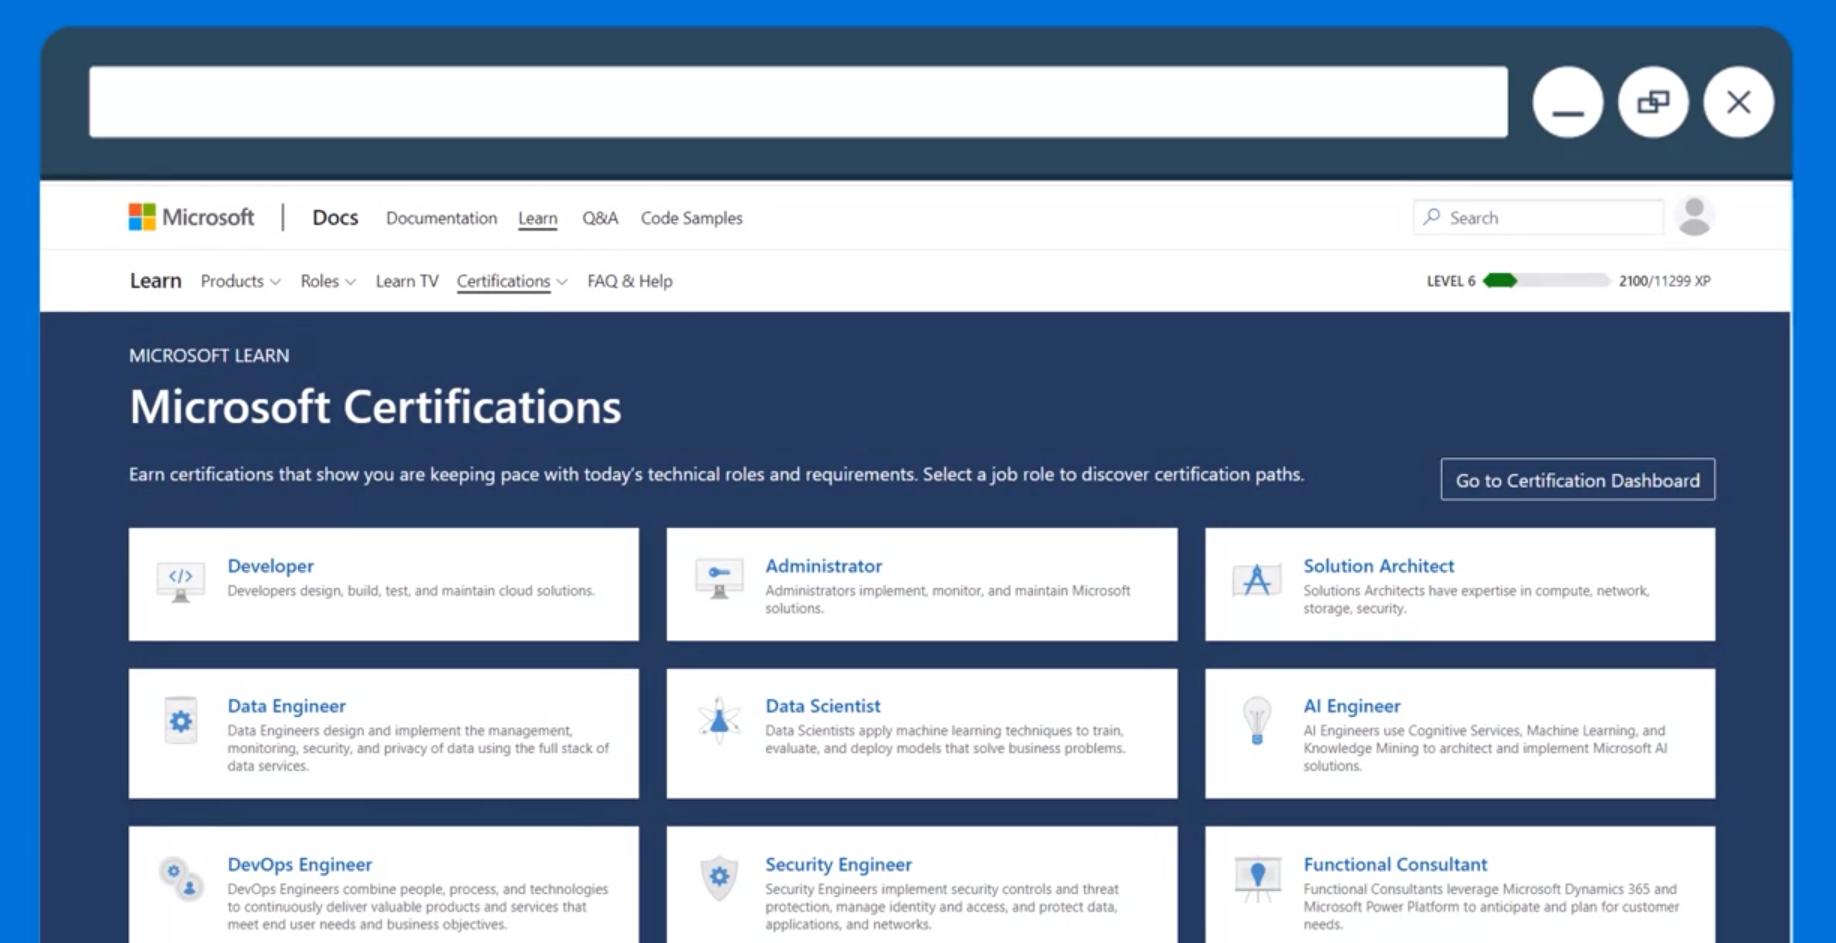 Microsoft | Docs Documentation Learn Q&A Code Samples Search
Learn Products Roles Learn TV Certifications FAQ & Help LEVEL 6 2100/11299 XP
MICROSOFT LEARN
Microsoft Certifications
Earn certifications that show you are keeping pace with today's technical roles and requirements. Select a job role to discover certification paths.
Go to Certification Dashboard
</>
Developer
Developers design, build, test, and maintain cloud solutions.
Administrator
Administrators implement, monitor, and maintain Microsoft
solutions.
Solution Architect
Solutions Architects have expertise in compute, network,
storage, security.
Data Engineer
Data Engineers design and implement the management,
monitoring, security, and privacy of data using the full stack of
data services.
Data Scientist
Data Scientists apply machine learning techniques to train,
evaluate, and deploy models that solve business problems.
AI Engineer
AI Engineers use Cognitive Services, Machine Learning, and
Knowledge Mining to architect and implement Microsoft AI
solutions.
DevOps Engineer
DevOps Engineers combine people, process, and technologies
to continuously deliver valuable products and services that
meet end user needs and business objectives.
Security Engineer
Security Engineers implement security controls and threat
protection, manage identity and access, and protect data,
applications, and networks.
Functional Consultant
Functional Consultants leverage Microsoft Dynamics 365 and
Microsoft Power Platform to anticipate and plan for customer
needs.